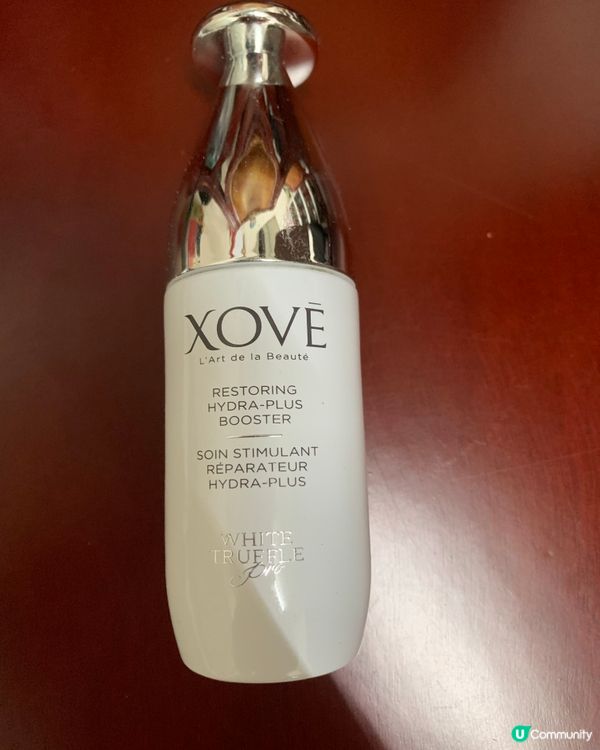 XOVĒ
L'Art de la Beauté
RESTORING
HYDRA-PLUS
BOOSTER
SOIN STIMULANT
RÉPARATEUR
HYDRA-PLUS
WHITE
TRUFFLE
U Community